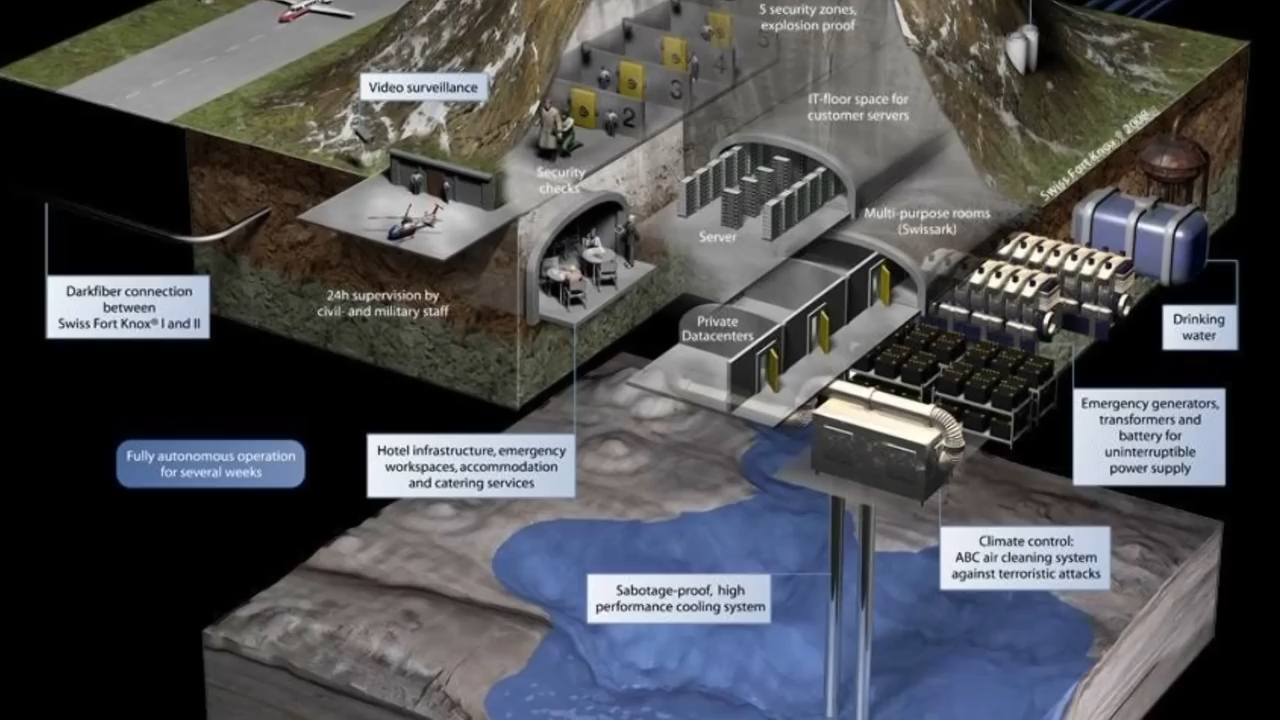 5 security zones,
explosion proof
Video surveillance
4
3
2
IT-floor space for
customer servers
Security
checks
Swiss Fort Knox® 2008
Multi-purpose rooms
(Swissark)
Server
Darkfiber connection
between
Swiss Fort Knox® I and II
24h supervision by
civil- and military staff
Private
Datacenters
Drinking
water
Emergency generators,
transformers and
battery for
uninterruptible
power supply
Fully autonomous operation
for several weeks
Hotel infrastructure, emergency
workspaces, accommodation
and catering services
Climate control:
ABC air cleaning system
against terroristic attacks
Sabotage-proof, high
performance cooling system